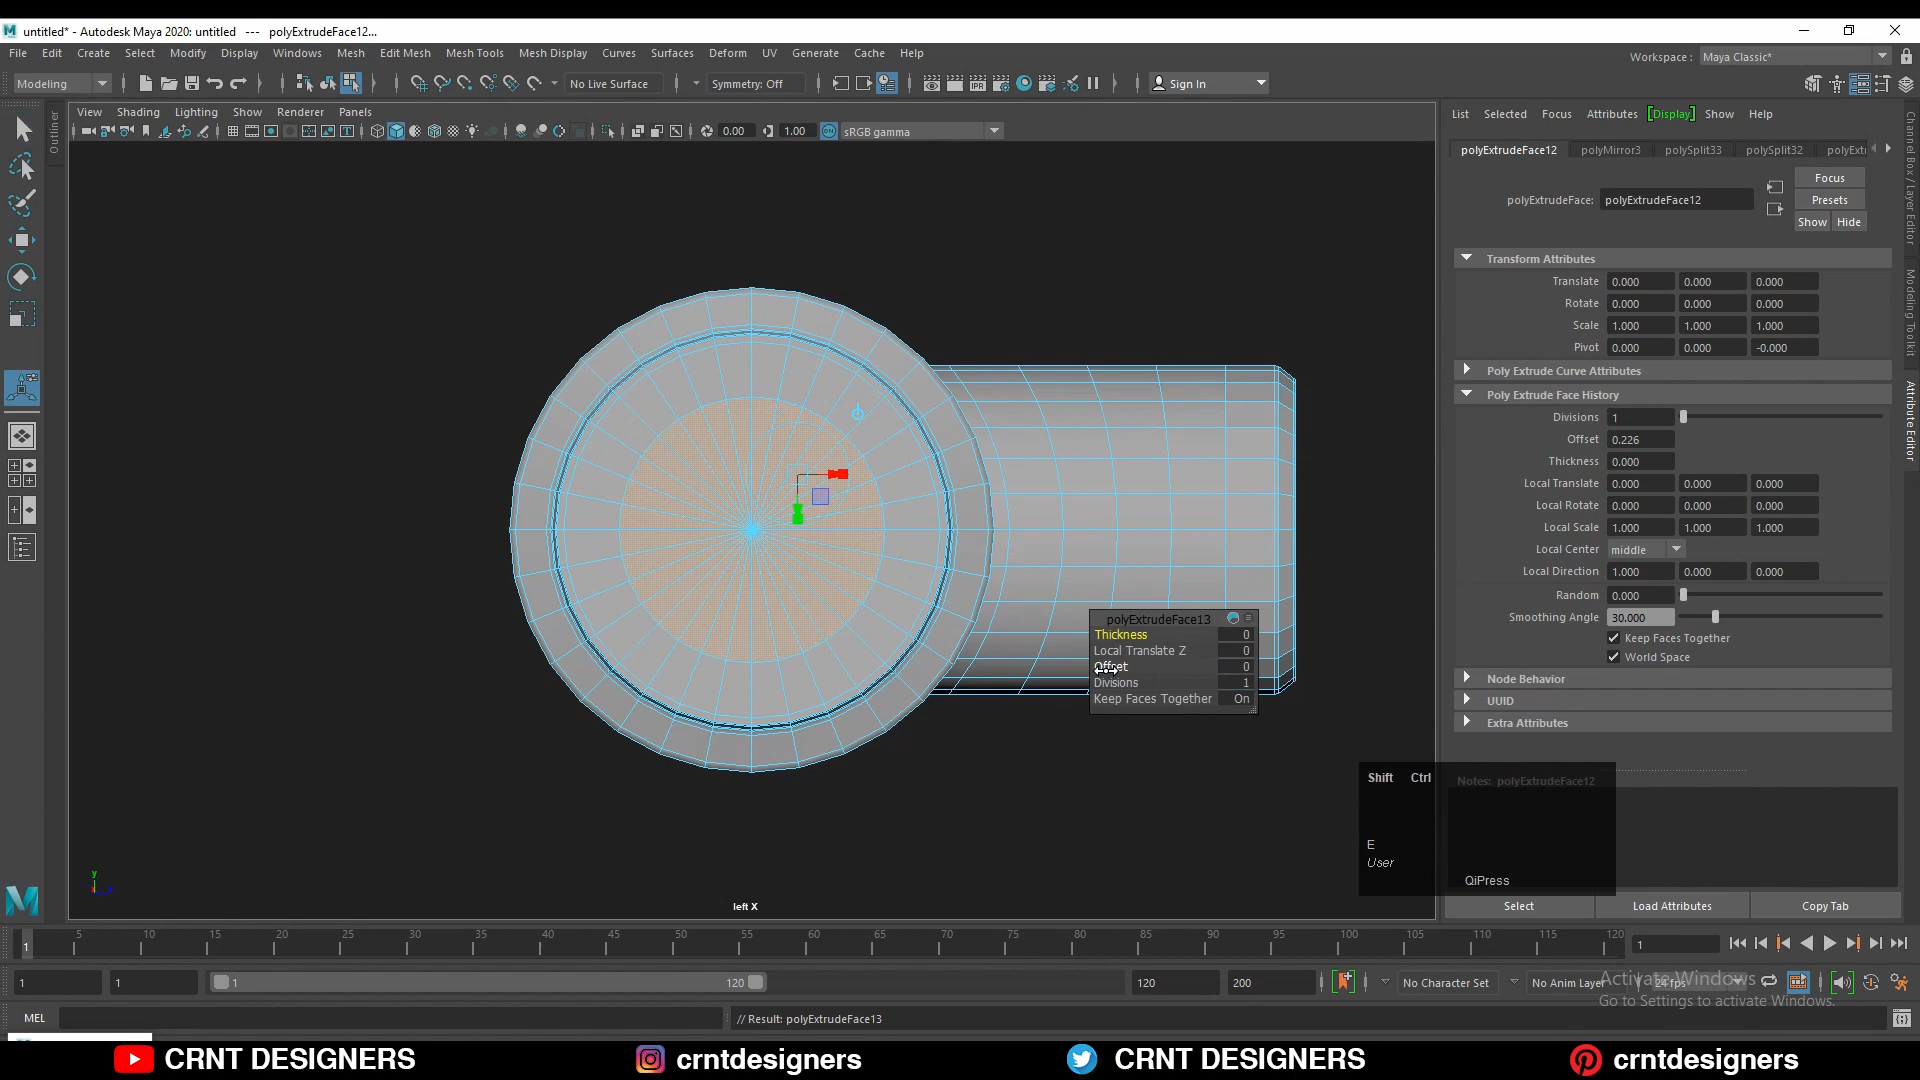 untitled* - Autodesk Maya 2020: untitled --- polyExtrudeFace12...
File Edit Create Select Modify Display Windows Mesh Edit Mesh Mesh Tools Mesh Display Curves Surfaces Deform UV Generate Cache Help
Workspace : Maya Classic*
Modeling No Live Surface Symmetry: Off Sign In
View Shading Lighting Show Renderer Panels
0.00 1.00 sRGB gamma
Outliner
List Selected Focus Attributes Display Show Help
polyExtrudeFace12 polyMirror3 polySplit33 polySplit32 polyExtr
polyExtrudeFace: polyExtrudeFace12
Focus
Presets
Show Hide
Transform Attributes
Translate 0.000 0.000 0.000
Rotate 0.000 0.000 0.000
Scale 1.000 1.000 1.000
Pivot 0.000 0.000 -0.000
Poly Extrude Curve Attributes
Poly Extrude Face History
Divisions 1
Offset 0.226
Thickness 0.000
Local Translate 0.000 0.000 0.000
Local Rotate 0.000 0.000 0.000
Local Scale 1.000 1.000 1.000
Local Center middle
Local Direction 1.000 0.000 0.000
Random 0.000
Smoothing Angle 30.000
Keep Faces Together
World Space
Node Behavior
UUID
Extra Attributes
Notes: polyExtrudeFace12
Select Load Attributes Copy Tab
Channel Box / Layer Editor
Modeling Toolkit
Attribute Editor
polyExtrudeFace13
Thickness 0
Local Translate Z 0
Offset 0
Divisions 1
Keep Faces Together On
Shift Ctrl
E
User
QiPress
y
left X
5 10 15 20 25 30 35 40 45 50 55 60 65 70 75 80 85 90 95 100 105 110 115 120
1 1
1 1 1 120 120 200 No Character Set No Anim Layer 24 fps
Activate Windows
Go to Settings to activate Windows.
MEL // Result: polyExtrudeFace13
CRNT DESIGNERS crntdesigners CRNT DESIGNERS crntdesigners